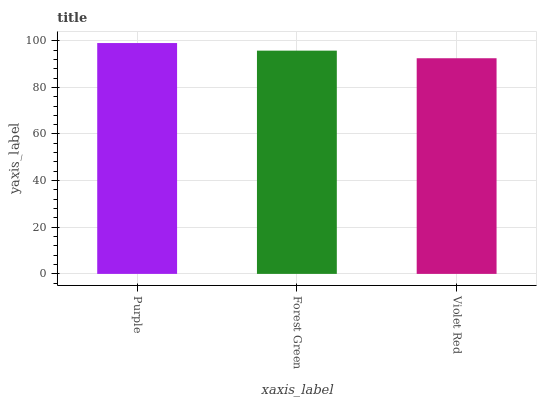 title
100
80
60
40
20
0
yaxis_label
Purple
Forest Green
Violet Red
xaxis_label